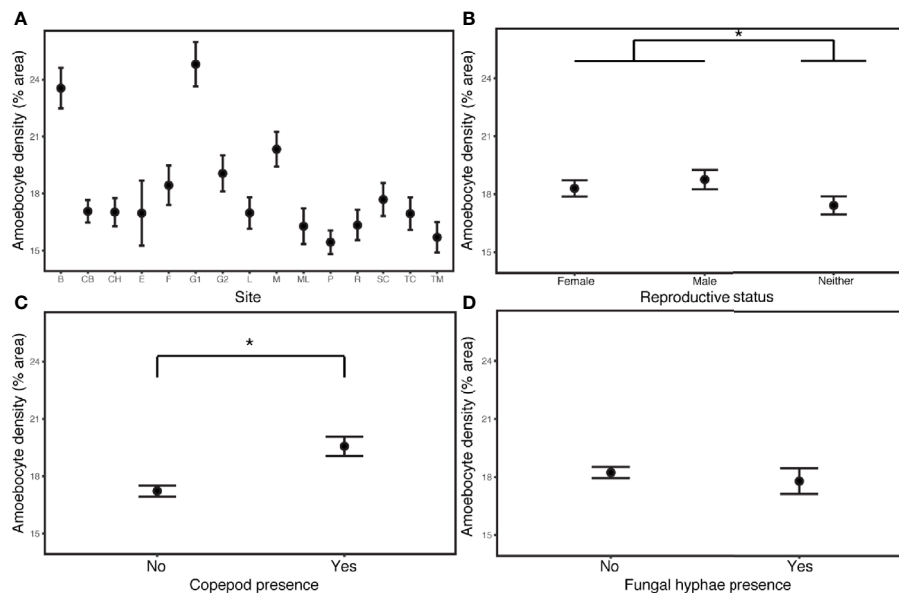 A
Amoebocyte density (% area)
24
21
18
15
B CB CH E F G1 G2 L M ML P R SC TC TM
Site
B
*
Amoebocyte density (% area)
24
21
18
15
Female Male Neither
Reproductive status
C
*
Amoebocyte density (% area)
24
21
18
15
No Yes
Copepod presence
D
Amoebocyte density (% area)
24
21
18
15
No Yes
Fungal hyphae presence